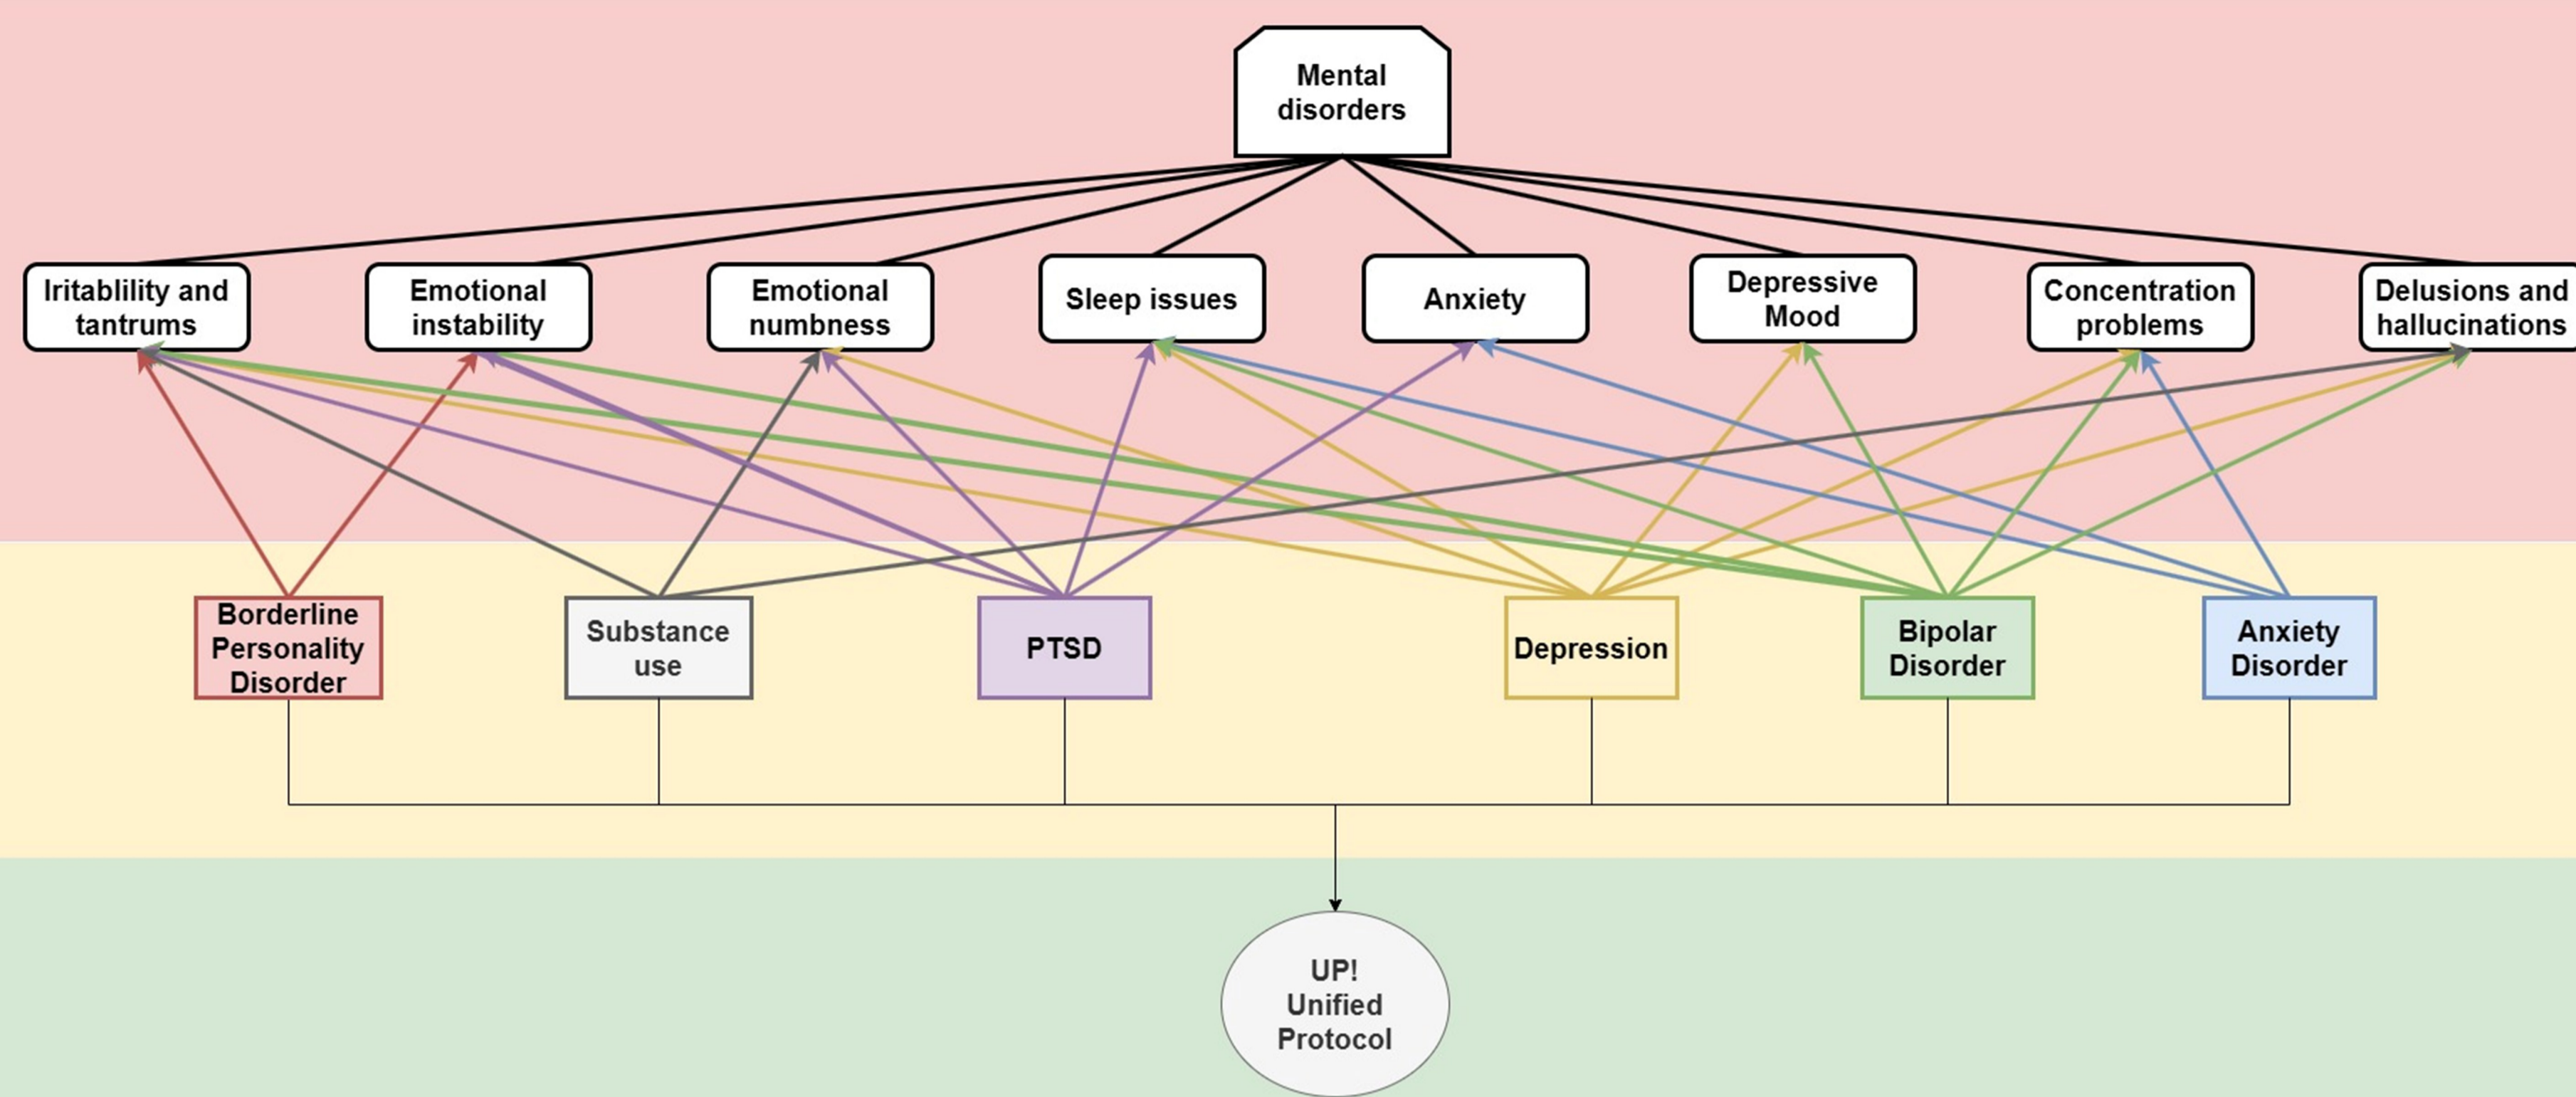 Mental
disorders
Iritablility and
tantrums
Emotional
instability
Emotional
numbness
Sleep issues
Anxiety
Depressive
Mood
Concentration
problems
Delusions and
hallucinations
Borderline
Personality
Disorder
Substance
use
PTSD
Depression
Bipolar
Disorder
Anxiety
Disorder
UP!
Unified
Protocol